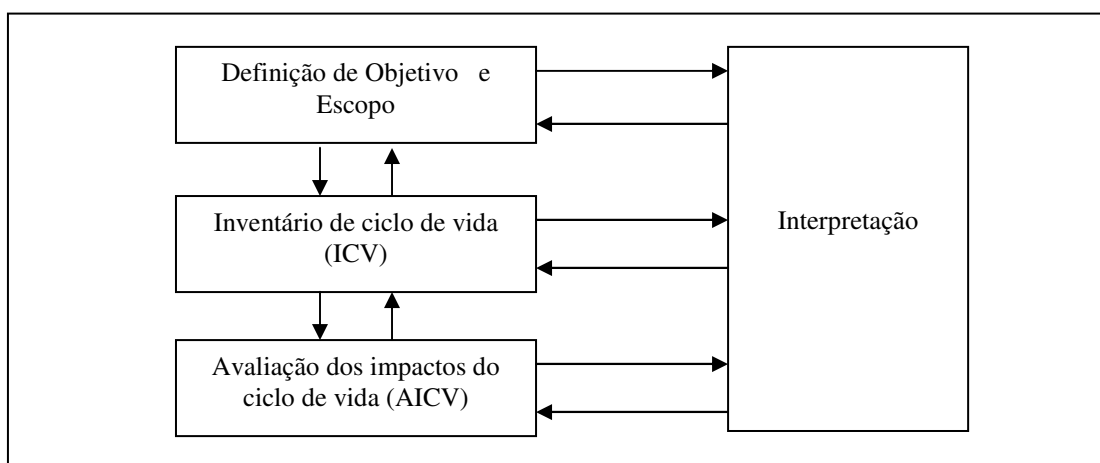 Definição de Objetivo e
Escopo
Inventário de ciclo de vida
(ICV)
Interpretação
Avaliação dos impactos do
ciclo de vida (AICV)